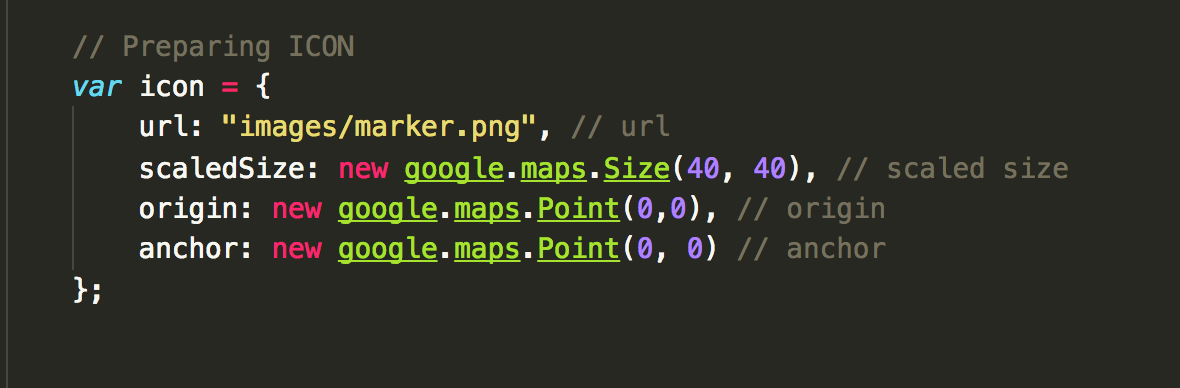 // Preparing ICON
var icon = {
url: "images/marker.png", // url
scaledSize: new google.maps.Size(40, 40), // scaled size
origin: new google.maps.Point(0,0), // origin
anchor: new google.maps.Point(0, 0) // anchor
};